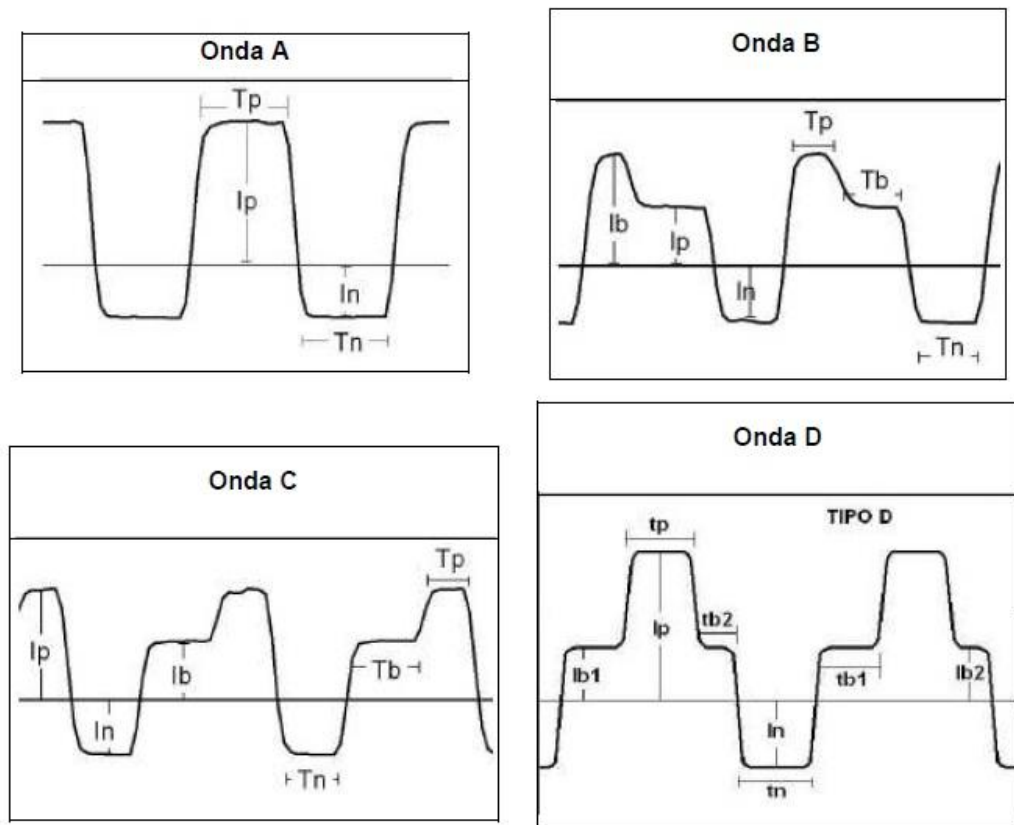 Onda A
Tp
Ip
In
Tn
Onda B
Tp
Tb
Ib
Ip
In
Tn
Onda C
Tp
Ip
Ib
Tb
In
Tn
Onda D
TIPO D
tp
tb2
Ip
Ib1
tb1
Ib2
In
tn